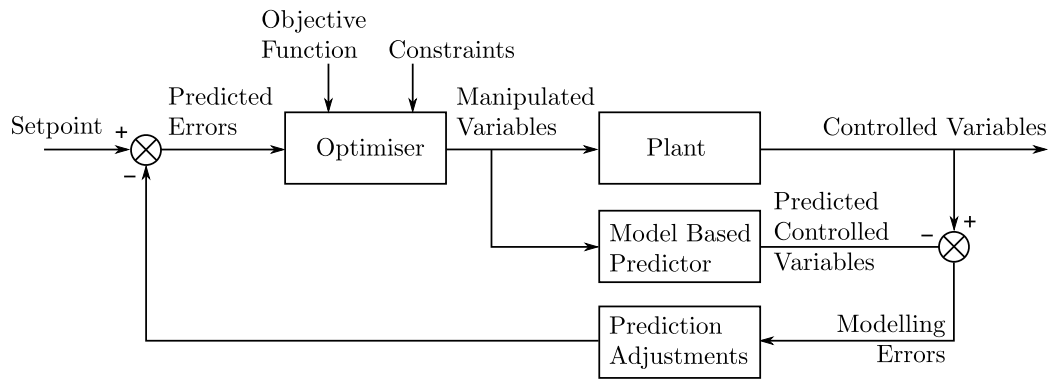 Objective
Function
Constraints
Predicted
Errors
Manipulated
Variables
Setpoint
+
−
Optimiser
Plant
Controlled Variables
Predicted
Controlled
Variables
+
−
Model Based
Predictor
Prediction
Adjustments
Modelling
Errors